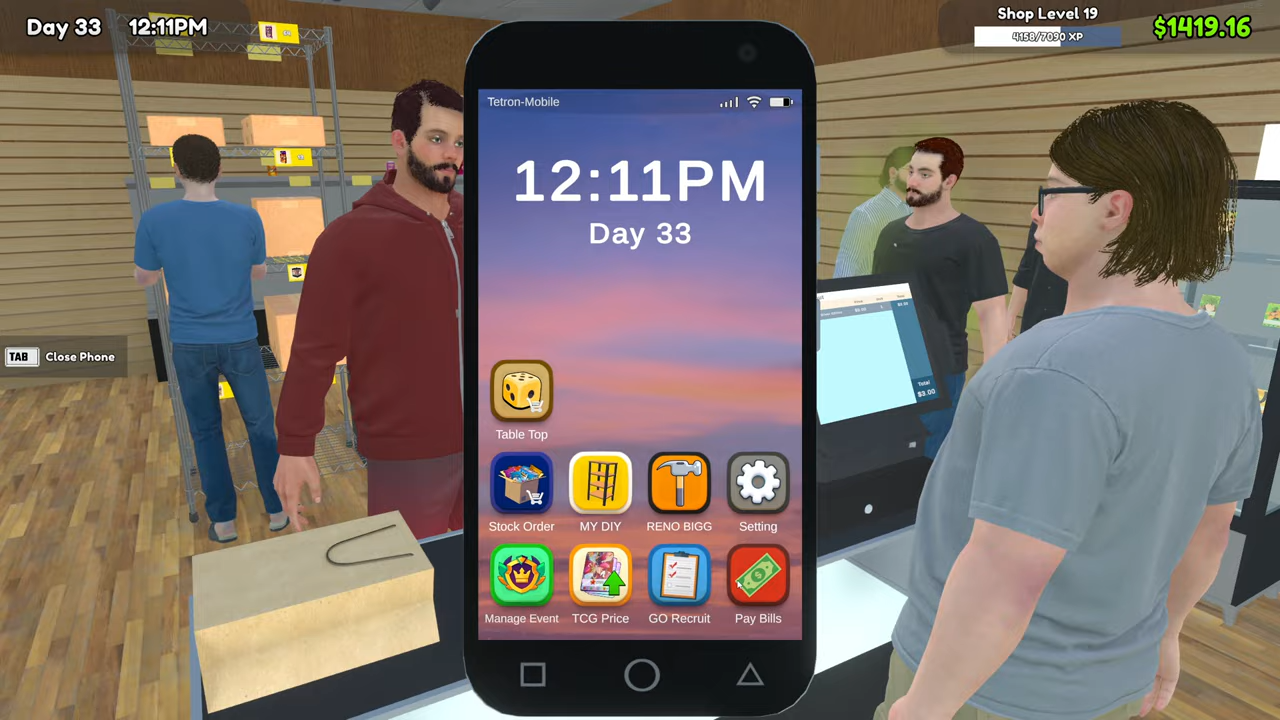 Day 33 12:11PM
Shop Level 19
4158/7090 XP
$1419.16
Tetron-Mobile
12:11PM
Day 33
TAB Close Phone
Table Top
Stock Order MY DIY RENO BIGG Setting
Manage Event TCG Price GO Recruit Pay Bills
Total
$3.00